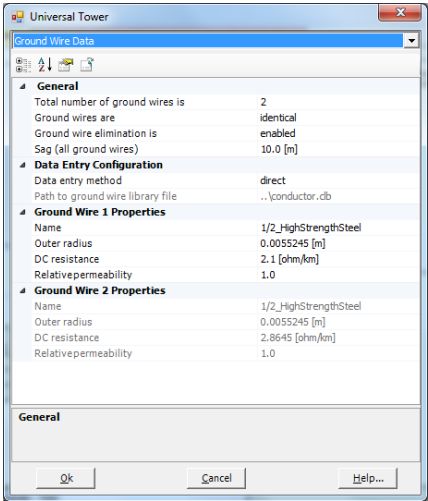 Universal Tower
Ground Wire Data
General
Total number of ground wires is 2
Ground wires are identical
Ground wire elimination is enabled
Sag (all ground wires) 10.0 [m]
Data Entry Configuration
Data entry method direct
Path to ground wire library file ..\conductor.clb
Ground Wire 1 Properties
Name 1/2_HighStrengthSteel
Outer radius 0.0055245 [m]
DC resistance 2.1 [ohm/km]
Relative permeability 1.0
Ground Wire 2 Properties
Name 1/2_HighStrengthSteel
Outer radius 0.0055245 [m]
DC resistance 2.8645 [ohm/km]
Relative permeability 1.0
General
Ok Cancel Help...